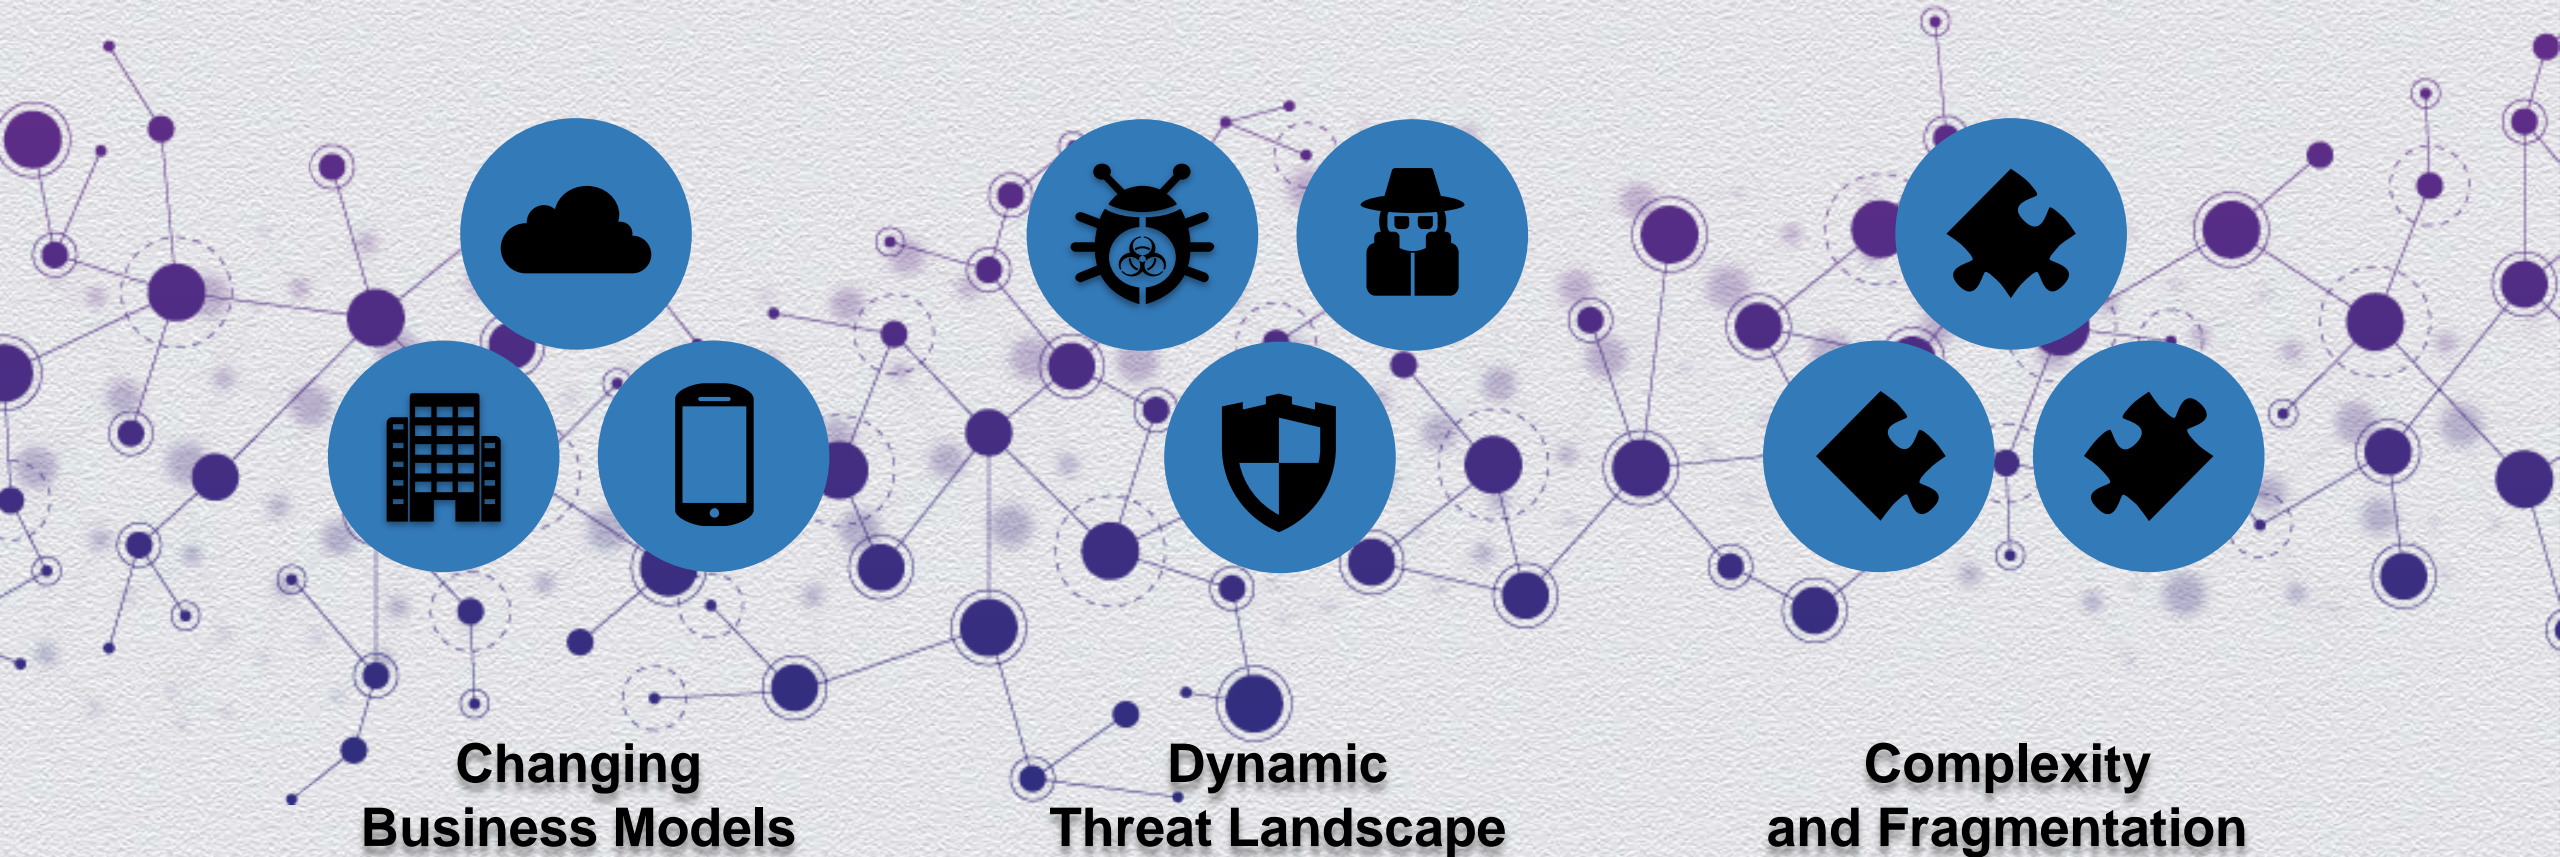 Changing
Business Models
Dynamic
Threat Landscape
Complexity
and Fragmentation